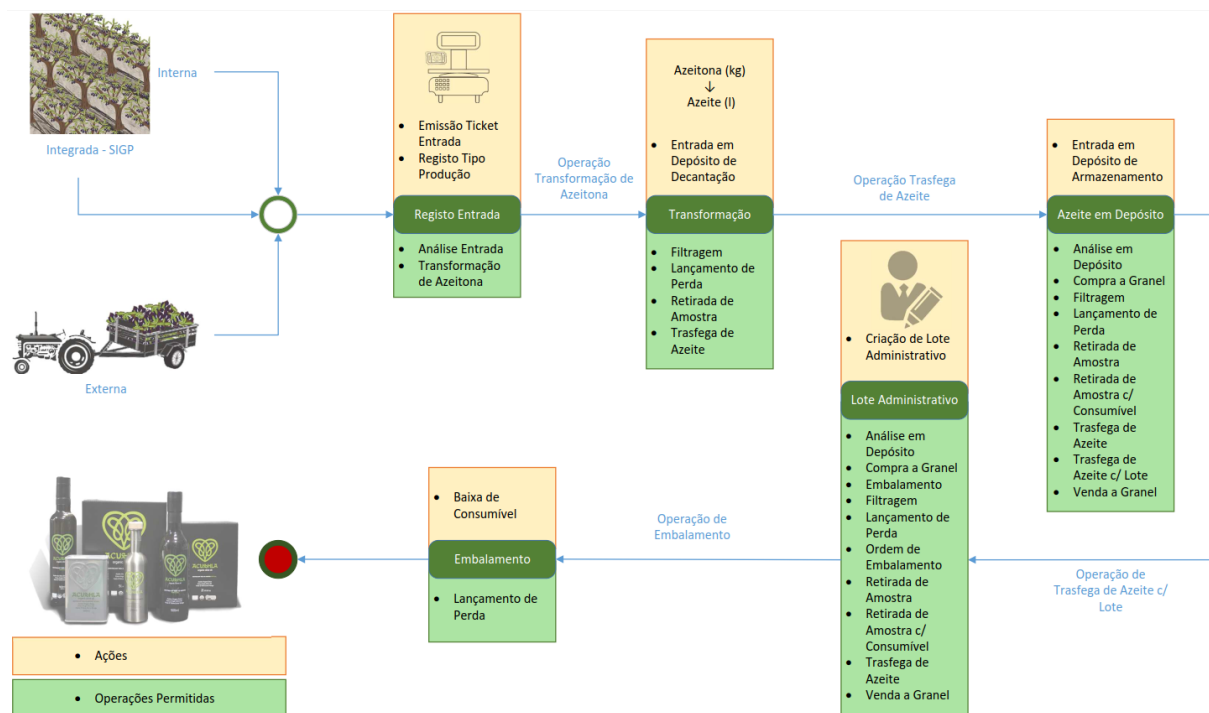 Interna
Integrada - SIGP
Externa
Emissão Ticket
Entrada
Registo Tipo
Produção
Registo Entrada
Análise Entrada
Transformação
de Azeitona
Operação
Transformação de
Azeitona
Azeitona (kg)
↓
Azeite (l)
Entrada em
Depósito de
Decantação
Transformação
Filtragem
Lançamento de
Perda
Retirada de
Amostra
Trasfega de
Azeite
Operação Trasfega
de Azeite
Entrada em
Depósito de
Armazenamento
Azeite em Depósito
Análise em
Depósito
Compra a Granel
Filtragem
Lançamento de
Perda
Retirada de
Amostra
Retirada de
Amostra c/
Consumível
Trasfega de
Azeite
Trasfega de
Azeite c/ Lote
Venda a Granel
Operação de
Trasfega de Azeite c/
Lote
Criação de Lote
Administrativo
Lote Administrativo
Análise em
Depósito
Compra a Granel
Embalamento
Filtragem
Lançamento de
Perda
Ordem de
Embalamento
Retirada de
Amostra
Retirada de
Amostra c/
Consumível
Trasfega de
Azeite
Venda a Granel
Operação de
Embalamento
Baixa de
Consumível
Embalamento
Lançamento de
Perda
ACUSHLA
ACUSHLA
Ações
Operações Permitidas